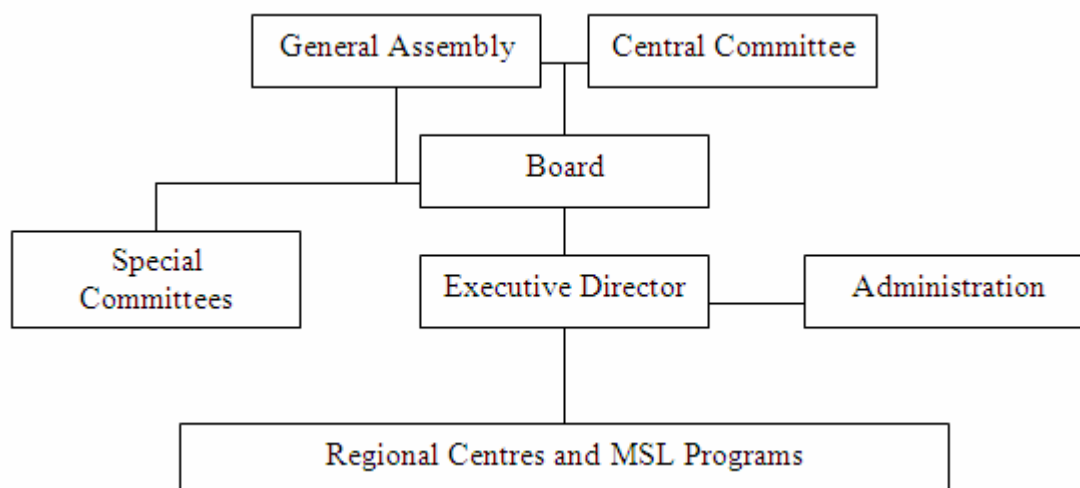 General Assembly
Central Committee
Board
Special
Committees
Executive Director
Administration
Regional Centres and MSL Programs